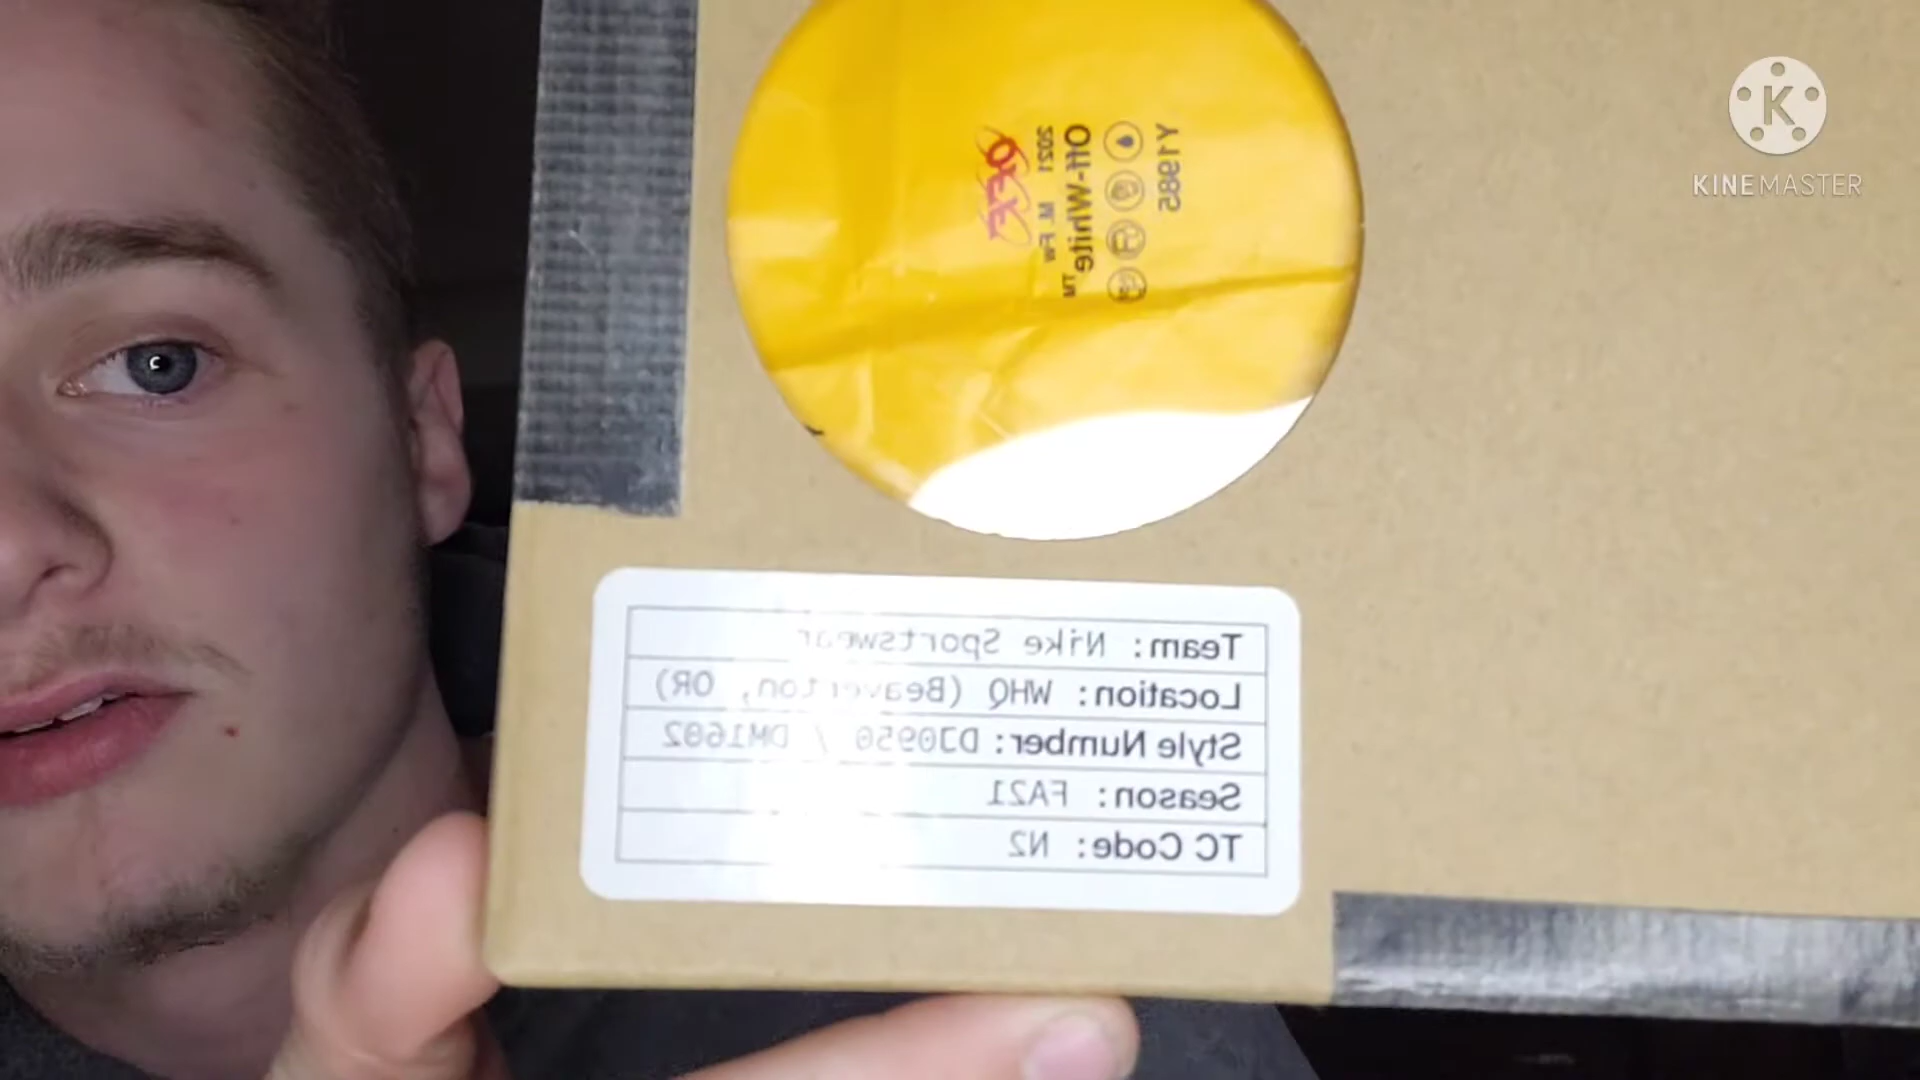 Y1985
Off-White™
2021
KINEMASTER
Team: Nike Sportswear
Location: WHQ (Beaverton, OR)
Style Number: DJ0950 / DM1602
Season: FA21
TC Code: N2